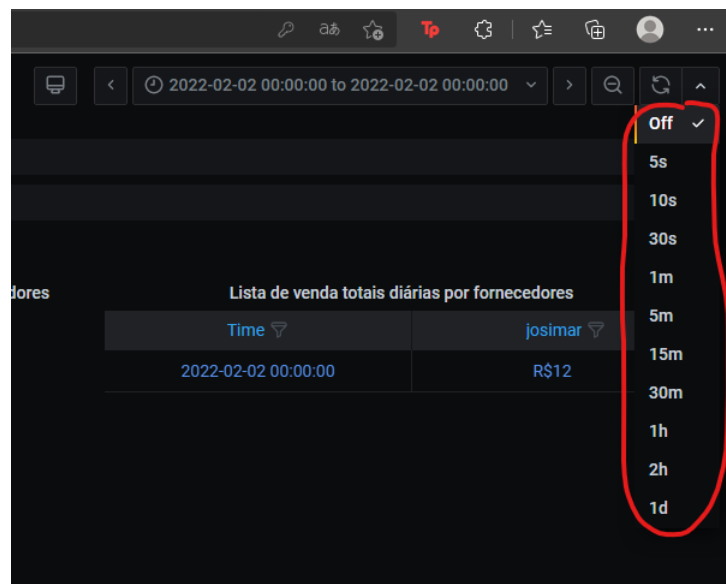 aあ
Tp
2022-02-02 00:00:00 to 2022-02-02 00:00:00
Off
5s
10s
30s
1m
5m
15m
30m
1h
2h
1d
dores
Lista de venda totais diárias por fornecedores
Time
josimar
2022-02-02 00:00:00
R$12